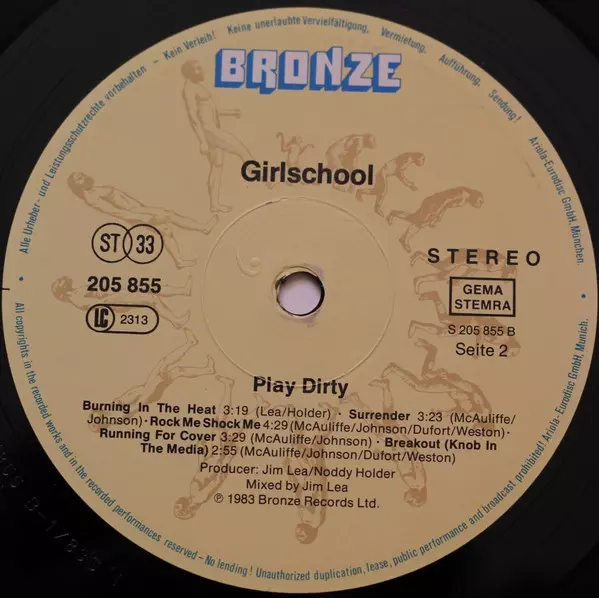 Alle Urheber- und Leistungsschutzrechte vorbehalten – Kein Verleih! Keine unerlaubte Vervielfältigung, Vermietung, Aufführung, Sendung! • Ariola-Eurodisc GmbH, München.
BRONZE
Girlschool
ST 33
STEREO
205 855
GEMA
STEMRA
LC 2313
S 205 855 B
Seite 2
Play Dirty
Burning In The Heat 3:19 (Lea/Holder) · Surrender 3:23 (McAuliffe/
Johnson) · Rock Me Shock Me 4:29 (McAuliffe/Johnson/Dufort/Weston) ·
Running For Cover 3:29 (McAuliffe/Johnson) · Breakout (Knob In
The Media) 2:55 (McAuliffe/Johnson/Dufort/Weston)
Producer: Jim Lea/Noddy Holder
Mixed by Jim Lea
℗ 1983 Bronze Records Ltd.
All copyrights in the recorded works and in the recorded performances reserved – No lending! Unauthorized duplication, lease, public performance and broadcast prohibited! Ariola-Eurodisc GmbH, Munich.